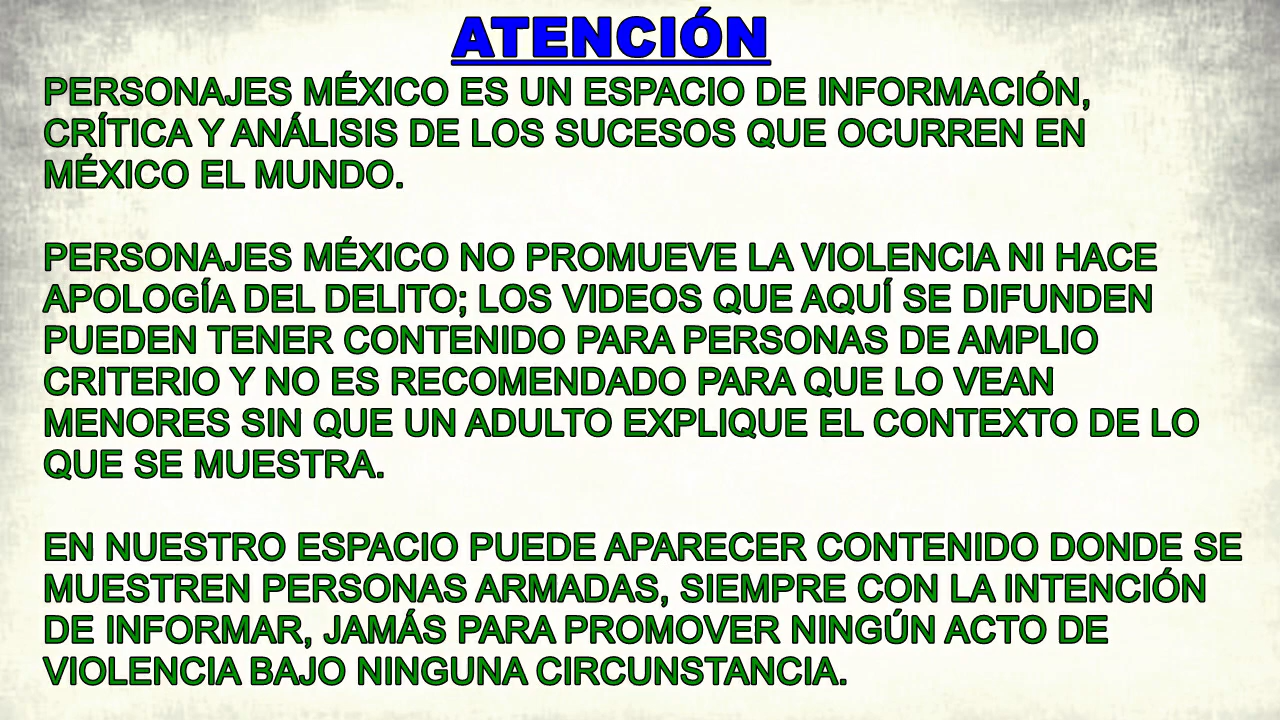 ATENCIÓN
PERSONAJES MÉXICO ES UN ESPACIO DE INFORMACIÓN,
CRÍTICA Y ANÁLISIS DE LOS SUCESOS QUE OCURREN EN
MÉXICO EL MUNDO.
PERSONAJES MÉXICO NO PROMUEVE LA VIOLENCIA NI HACE
APOLOGÍA DEL DELITO; LOS VIDEOS QUE AQUÍ SE DIFUNDEN
PUEDEN TENER CONTENIDO PARA PERSONAS DE AMPLIO
CRITERIO Y NO ES RECOMENDADO PARA QUE LO VEAN
MENORES SIN QUE UN ADULTO EXPLIQUE EL CONTEXTO DE LO
QUE SE MUESTRA.
EN NUESTRO ESPACIO PUEDE APARECER CONTENIDO DONDE SE
MUESTREN PERSONAS ARMADAS, SIEMPRE CON LA INTENCIÓN
DE INFORMAR, JAMÁS PARA PROMOVER NINGÚN ACTO DE
VIOLENCIA BAJO NINGUNA CIRCUNSTANCIA.